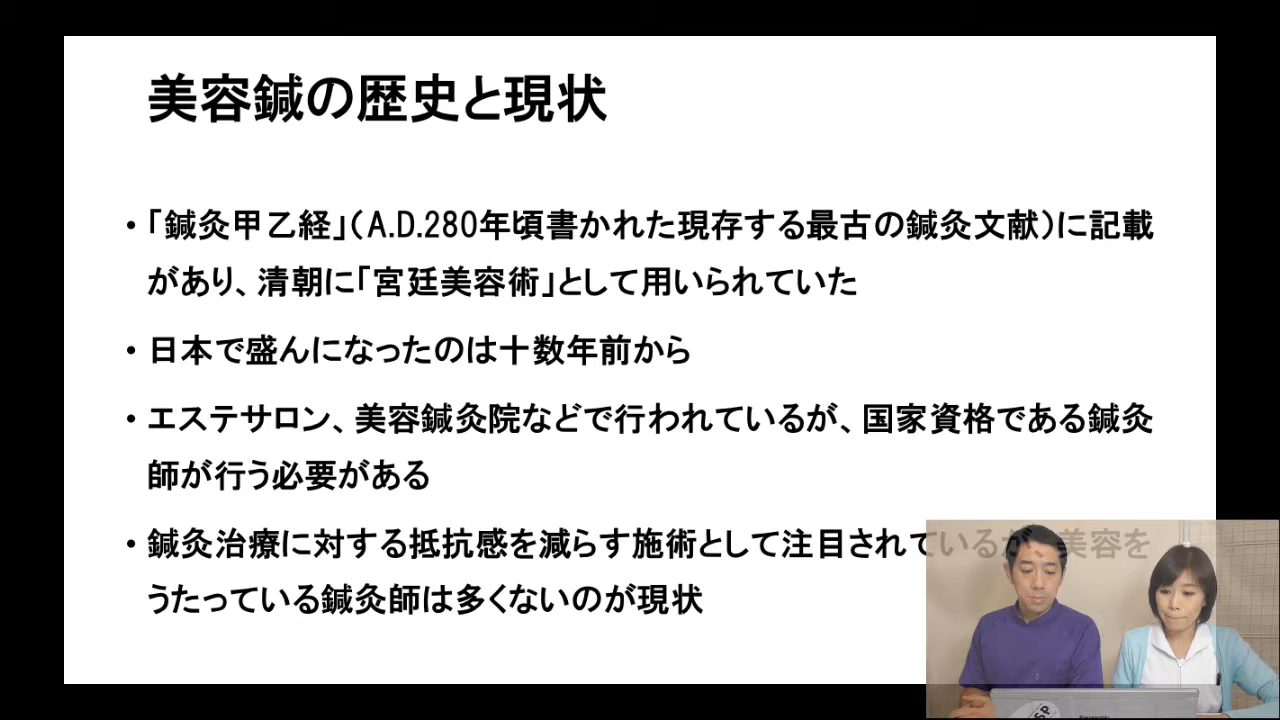 美容鍼の歴史と現状
・「鍼灸甲乙経」（A.D.280年頃書かれた現存する最古の鍼灸文献）に記載
があり、清朝に「宮廷美容術」として用いられていた
・日本で盛んになったのは十数年前から
・エステサロン、美容鍼灸院などで行われているが、国家資格である鍼灸
師が行う必要がある
・鍼灸治療に対する抵抗感を減らす施術として注目されているが、美容を
うたっている鍼灸師は多くないのが現状